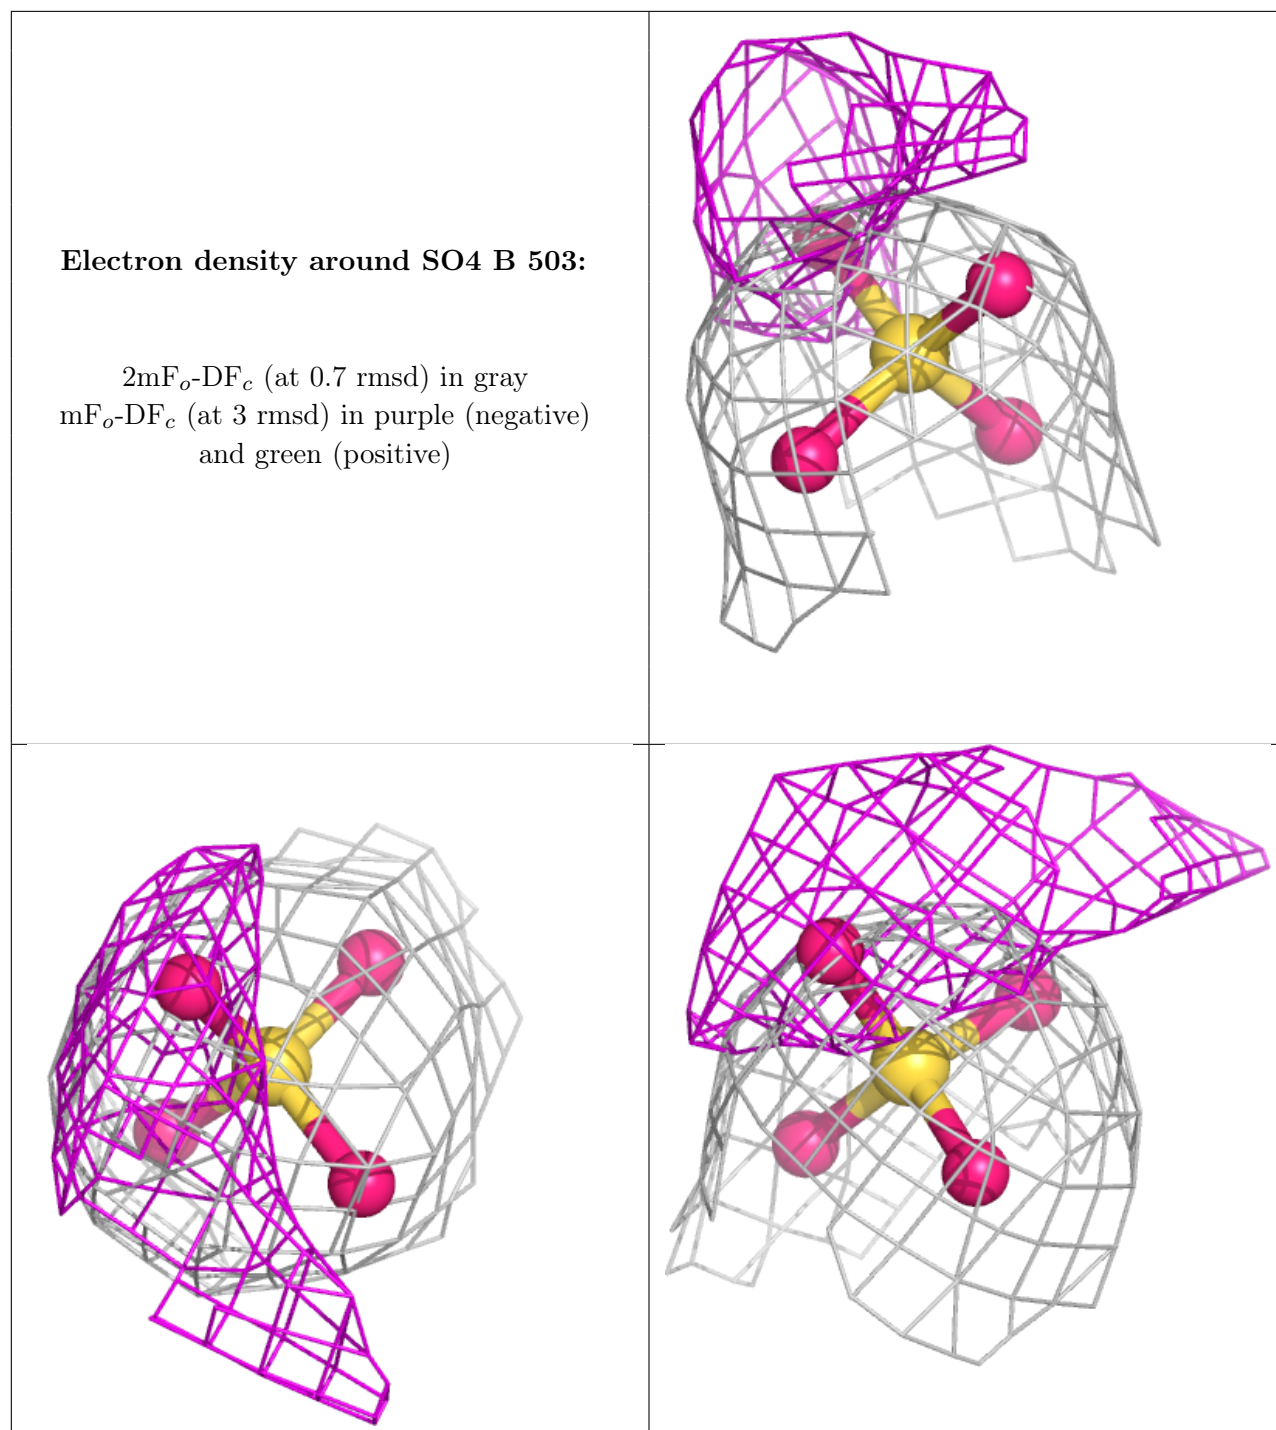 Electron density around SO4 B 503:
2mFo-DFc (at 0.7 rmsd) in gray
mFo-DFc (at 3 rmsd) in purple (negative)
and green (positive)